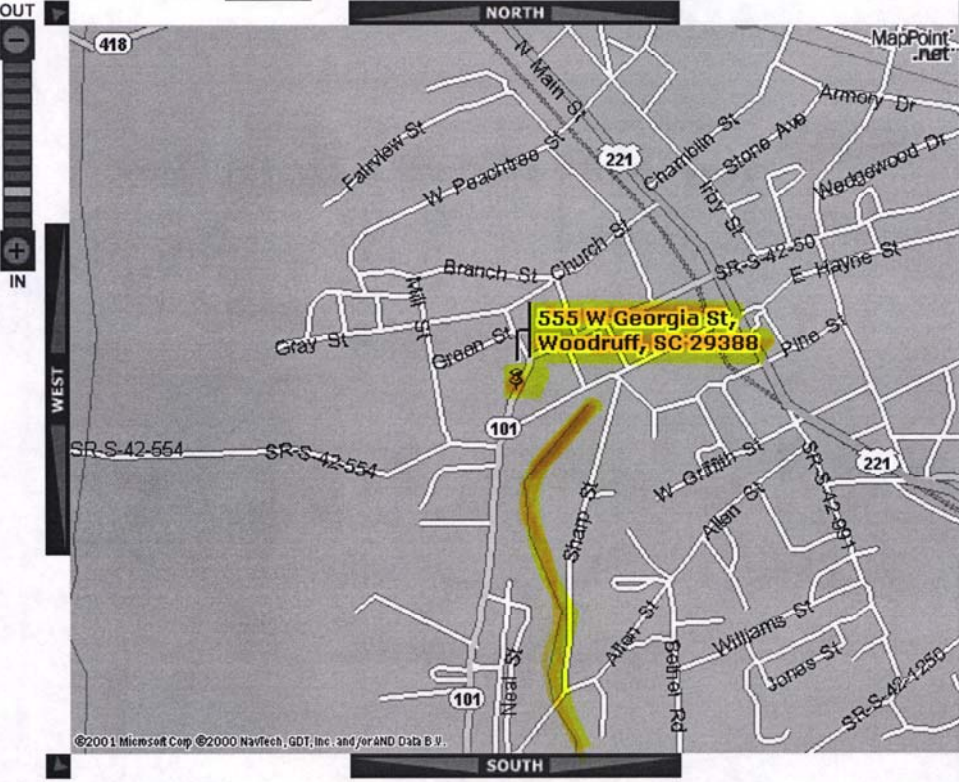 OUT
NORTH
418
MapPoint
.net
N Main St
Armory Dr
221
Chamblin St
Stone Ave
Fairview St
W Peachtree St
Wedgewood Dr
Irby St
Church St
SR-S-42-50
Branch St
E Hayne St
IN
Mill St
555 W Georgia St,
Woodruff, SC 29388
Pine St
Gray St
Green St
WEST
101
SR-S-42-554
SR-S-42-554
221
W Griffith St
SR-S-42-991
Allen St
Sharp St
Allen St
Williams St
Neal St
Bethel Rd
Jones St
SR-S-42-1250
101
©2001 Microsoft Corp ©2000 NavTech, GDT, Inc. and/or AND Data B.V.
SOUTH